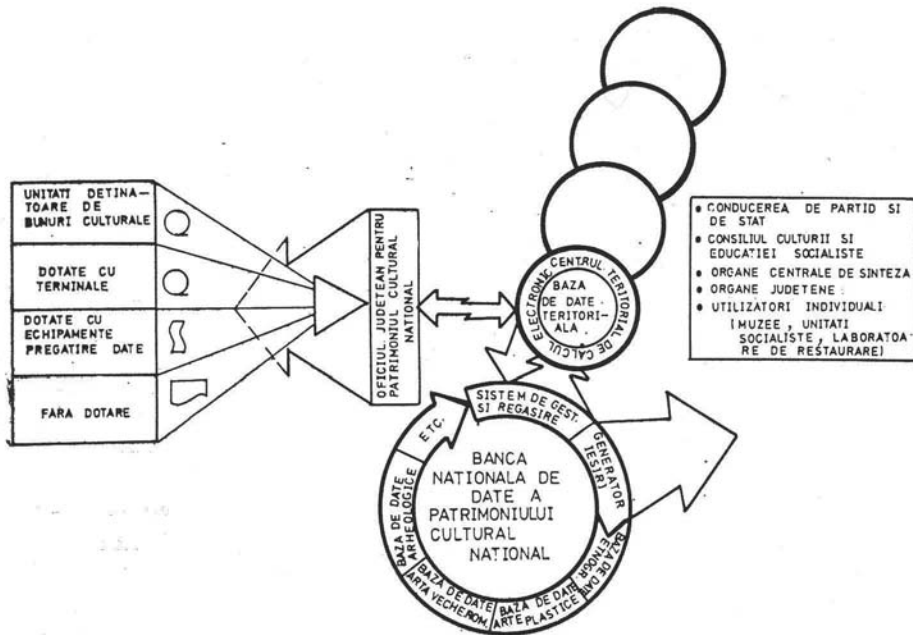 UNITATI DETINA-
TOARE DE
BUNURI CULTURALE
DOTATE CU
TERMINALE
DOTATE CU
ECHIPAMENTE
PREGATIRE DATE
FARA DOTARE
OFICIUL JUDETEAN PENTRU
PATRIMONIUL CULTURAL
NATIONAL
CENTRUL TERITORIAL DE CALCUL ELECTRONIC
BAZA
DE DATE
TERITORI-
ALA
• CONDUCEREA DE PARTID SI
DE STAT
• CONSILIUL CULTURII SI
EDUCATIEI SOCIALISTE
• ORGANE CENTRALE DE SINTEZA
• ORGANE JUDETENE
• UTILIZATORI INDIVIDUALI
(MUZEE, UNITATI
SOCIALISTE, LABORATOA-
RE DE RESTAURARE)
SISTEM DE GEST.
SI REGASIRE
GENERATOR
IESIRI
BAZA DE DATE
ETNOGR.
BAZA DE DATE
ARTE PLASTICE
BAZA DE DATE
ARTA VECHE ROM.
BAZA DE DATE
ARHEOLOGICE
ETC.
BANCA
NATIONALA DE
DATE A
PATRIMONIULUI
CULTURAL
NATIONAL